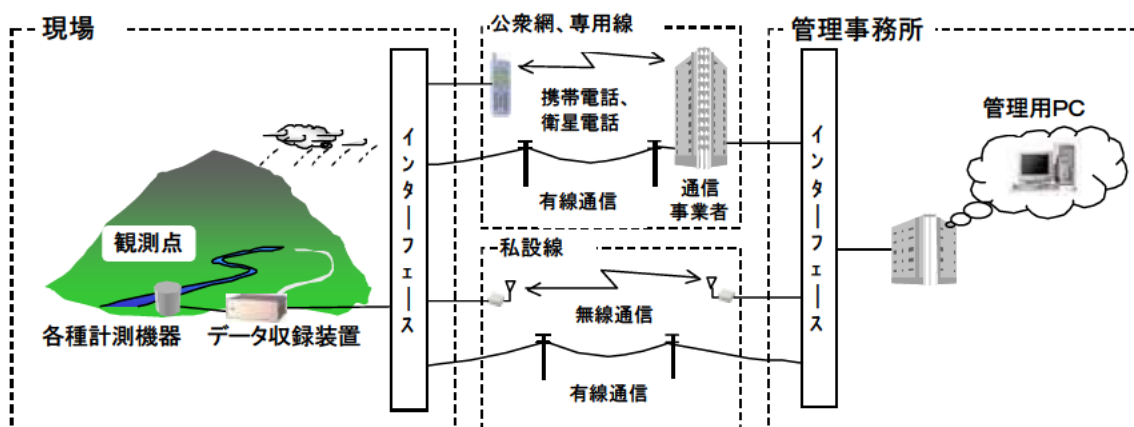 現場
観測点
各種計測機器
データ収録装置
インターフェース
公衆網、専用線
携帯電話、
衛星電話
有線通信
通信
事業者
私設線
無線通信
有線通信
管理事務所
インターフェース
管理用PC